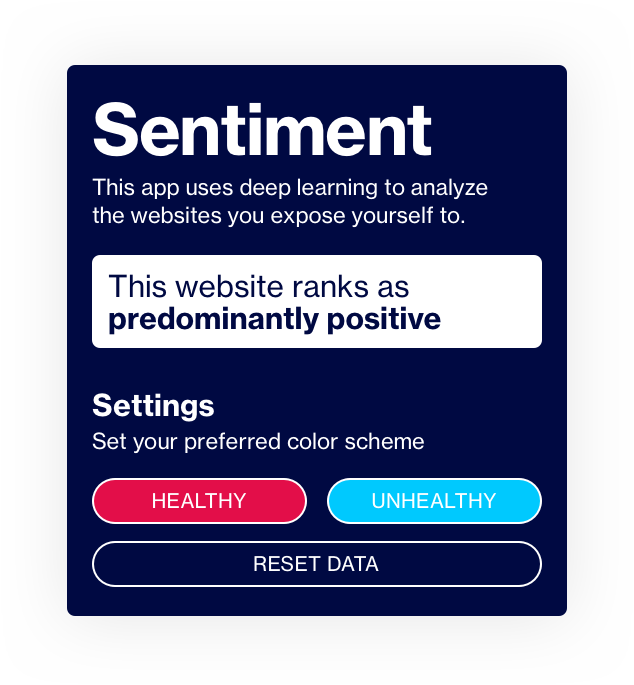 Sentiment
This app uses deep learning to analyze
the websites you expose yourself to.
This website ranks as
predominantly positive
Settings
Set your preferred color scheme
HEALTHY
UNHEALTHY
RESET DATA